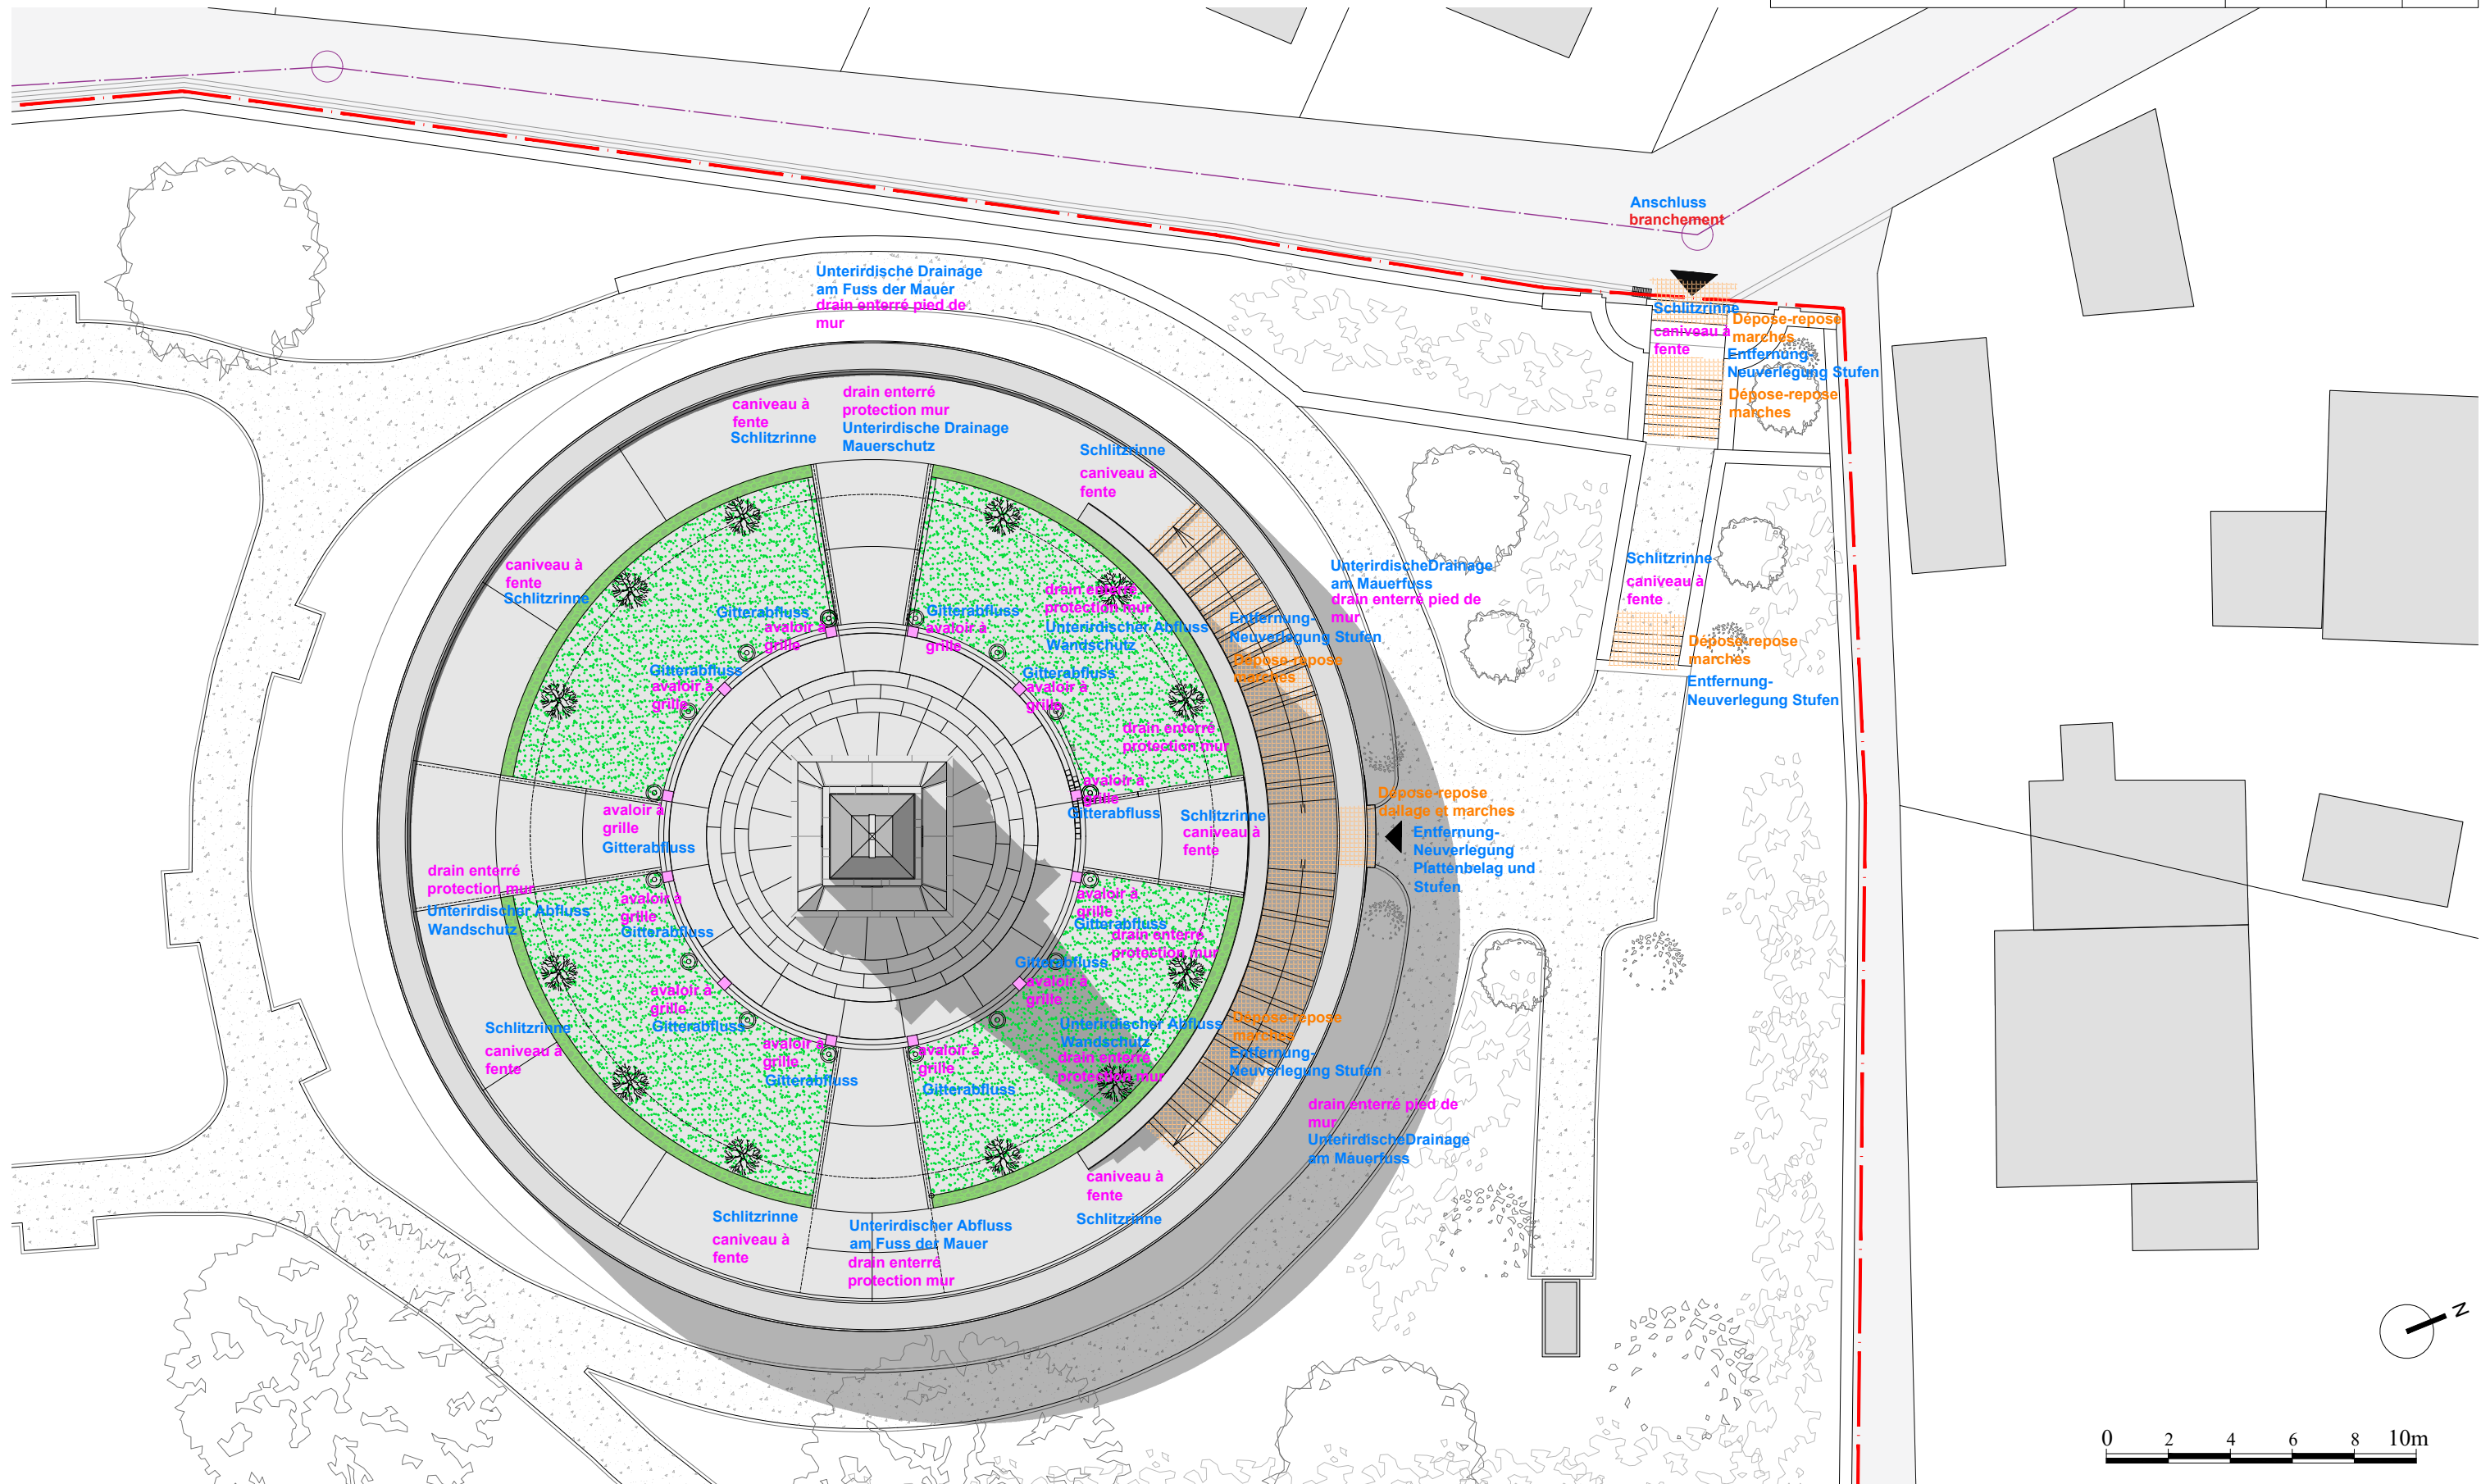 Anschluss
branchement
Unterirdische Drainage
am Fuss der Mauer
drain enterré pied de
mur
Schlitzrinne
caniveau à
fente
Dépose-repose
marches
Entfernung-
Neuverlegung Stufen
Dépose-repose
marches
caniveau à
fente
Schlitzrinne
drain enterré
protection mur
Unterirdische Drainage
Mauerschutz
Schlitzrinne
caniveau à
fente
caniveau à
fente
Schlitzrinne
Gitterabfluss
avaloir à
grille
Gitterabfluss
avaloir à
grille
drain enterré
protection mur
Unterirdischer Abfluss
Wandschutz
UnterirdischeDrainage
am Mauerfuss
drain enterré pied de
mur
Entfernung-
Neuverlegung Stufen
Dépose-repose
marches
Schlitzrinne
caniveau à
fente
Dépose-repose
marches
Entfernung-
Neuverlegung Stufen
Gitterabfluss
avaloir à
grille
Gitterabfluss
avaloir à
grille
drain enterré
protection mur
avaloir à
grille
Gitterabfluss
avaloir à
grille
Gitterabfluss
Schlitzrinne
caniveau à
fente
Dépose-repose
dallage et marches
Entfernung-
Neuverlegung
Plattenbelag und
Stufen
drain enterré
protection mur
Unterirdischer Abfluss
Wandschutz
avaloir à
grille
Gitterabfluss
avaloir à
grille
Gitterabfluss
drain enterré
protection mur
Gitterabfluss
avaloir à
grille
avaloir à
grille
Gitterabfluss
Schlitzrinne
caniveau à
fente
avaloir à
grille
Gitterabfluss
avaloir à
grille
Gitterabfluss
Unterirdischer Abfluss
Wandschutz
drain enterré
protection mur
Dépose-repose
marches
Entfernung-
Neuverlegung Stufen
drain enterré pied de
mur
UnterirdischeDrainage
am Mauerfuss
caniveau à
fente
Schlitzrinne
Schlitzrinne
caniveau à
fente
Unterirdischer Abfluss
am Fuss der Mauer
drain enterré
protection mur
N
0 2 4 6 8 10m